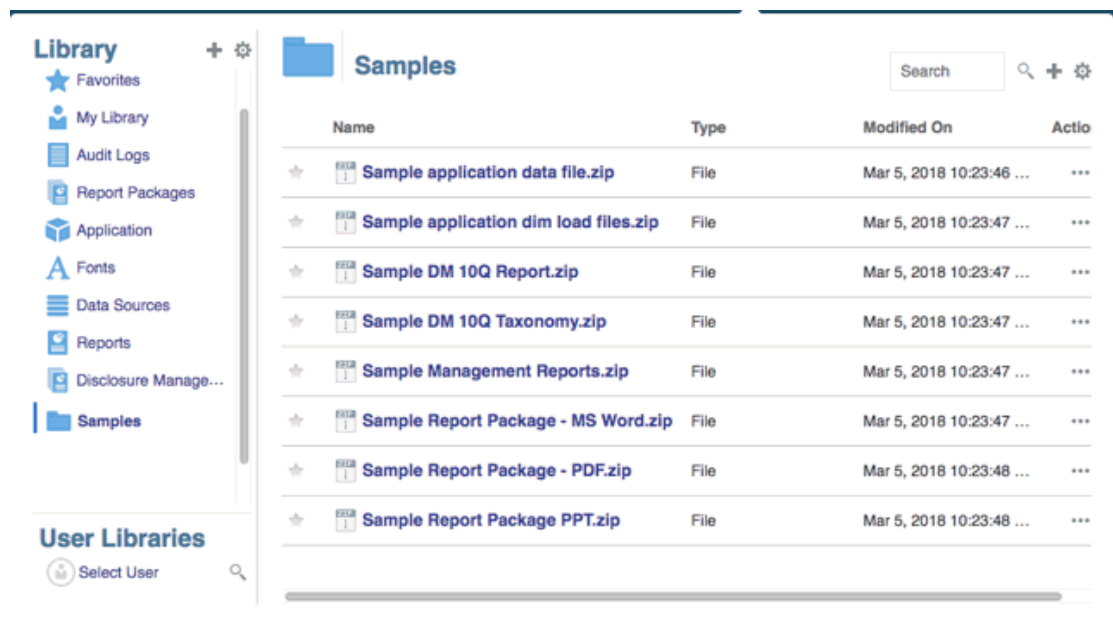 Library
Favorites
My Library
Audit Logs
Report Packages
Application
Fonts
Data Sources
Reports
Disclosure Manage...
Samples
User Libraries
Select User
Samples
Search
Name Type Modified On Actio
Sample application data file.zip File Mar 5, 2018 10:23:46 ...
Sample application dim load files.zip File Mar 5, 2018 10:23:47 ...
Sample DM 10Q Report.zip File Mar 5, 2018 10:23:47 ...
Sample DM 10Q Taxonomy.zip File Mar 5, 2018 10:23:47 ...
Sample Management Reports.zip File Mar 5, 2018 10:23:47 ...
Sample Report Package - MS Word.zip File Mar 5, 2018 10:23:47 ...
Sample Report Package - PDF.zip File Mar 5, 2018 10:23:48 ...
Sample Report Package PPT.zip File Mar 5, 2018 10:23:48 ...